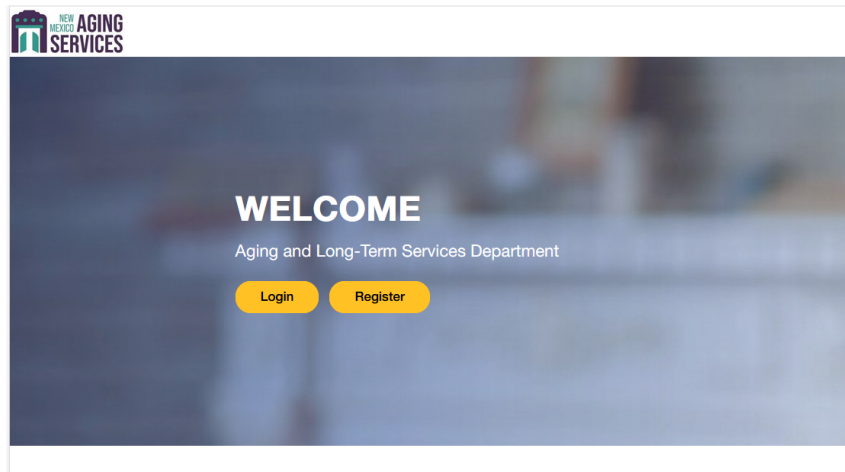 NEW
MEXICO AGING
SERVICES
WELCOME
Aging and Long-Term Services Department
Login Register